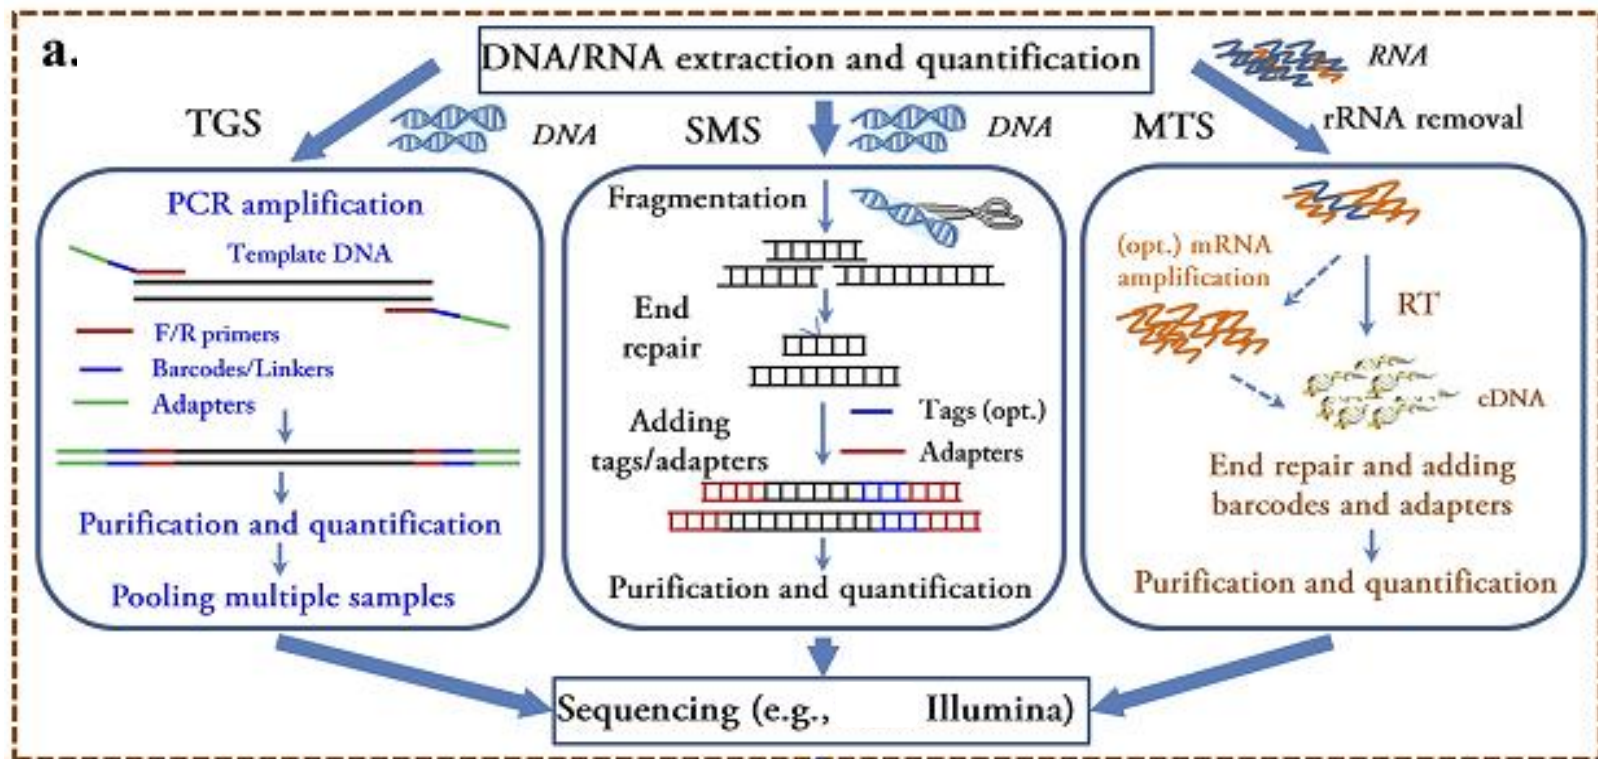 a.
DNA/RNA extraction and quantification
RNA
TGS
DNA
SMS
DNA
MTS
rRNA removal
PCR amplification
Template DNA
F/R primers
Barcodes/Linkers
Adapters
Purification and quantification
Pooling multiple samples
Fragmentation
End
repair
Adding
tags/adapters
Tags (opt.)
Adapters
Purification and quantification
(opt.) mRNA
amplification
RT
cDNA
End repair and adding
barcodes and adapters
Purification and quantification
Sequencing (e.g., Illumina)